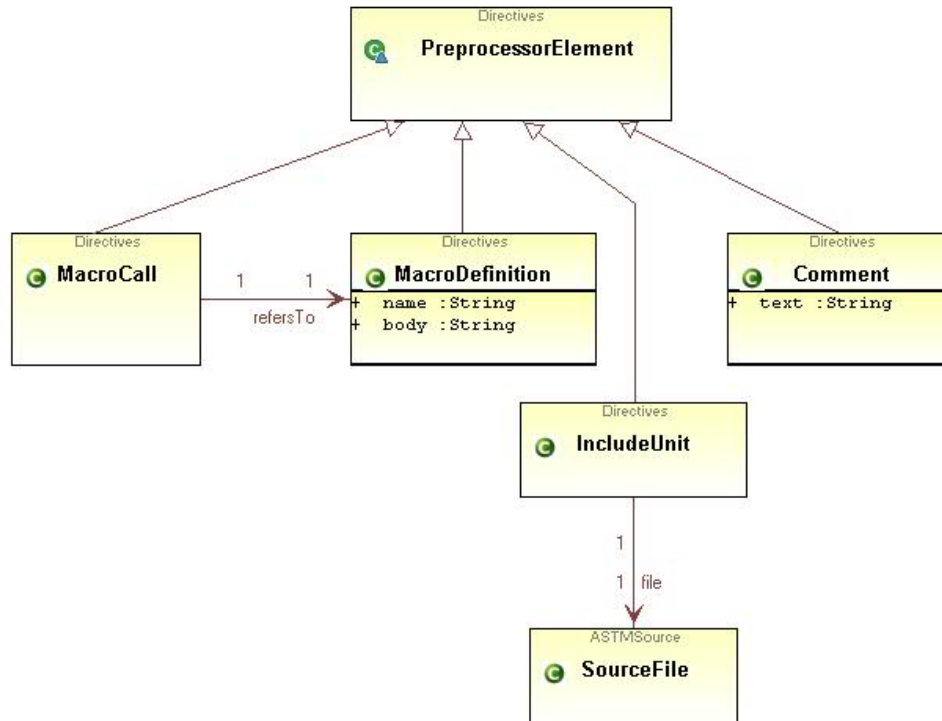 Directives
PreprocessorElement
Directives
MacroCall
1 1
refersTo
Directives
MacroDefinition
+ name :String
+ body :String
Directives
Comment
+ text :String
Directives
IncludeUnit
1
1 file
ASTMSource
SourceFile